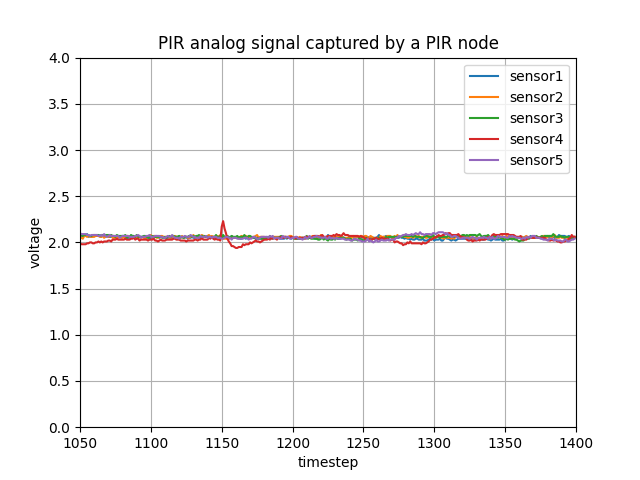 PIR analog signal captured by a PIR node
4.0
3.5
3.0
2.5
2.0
1.5
1.0
0.5
0.0
voltage
sensor1
sensor2
sensor3
sensor4
sensor5
1050 1100 1150 1200 1250 1300 1350 1400
timestep